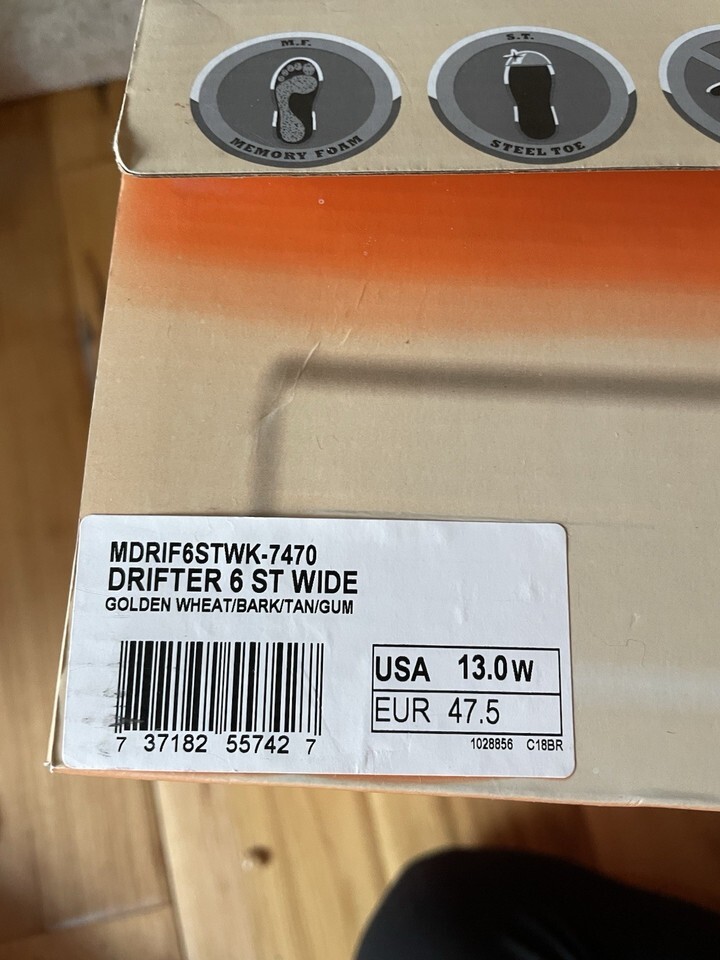 M.F.
MEMORY FOAM
S.T.
STEEL TOE
MDRIF6STWK-7470
DRIFTER 6 ST WIDE
GOLDEN WHEAT/BARK/TAN/GUM
7 37182 55742 7
USA 13.0W
EUR 47.5
1028856 C18BR